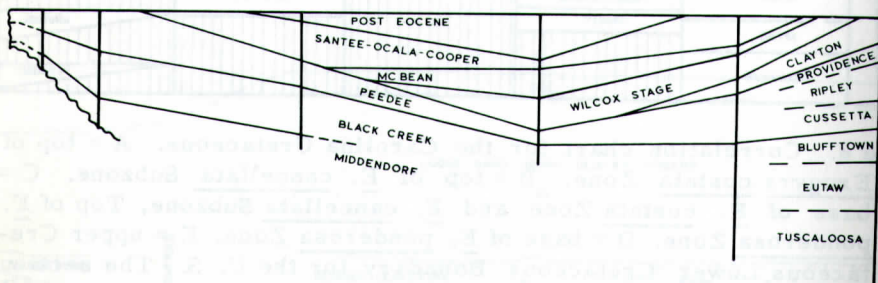 POST EOCENE
SANTEE-OCALA-COOPER
MC BEAN
PEEDEE
BLACK CREEK
MIDDENDORF
WILCOX STAGE
CLAYTON
PROVIDENCE
RIPLEY
CUSSETTA
BLUFFTOWN
EUTAW
TUSCALOOSA